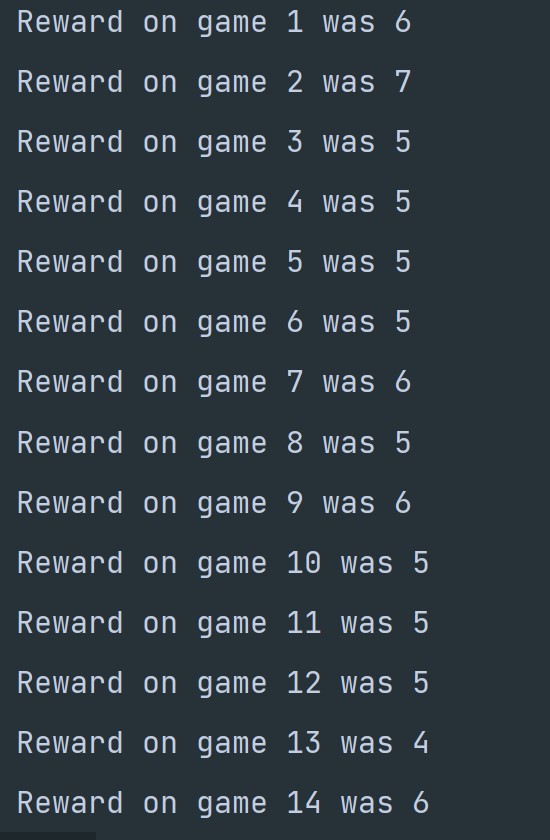 Reward on game 1 was 6
Reward on game 2 was 7
Reward on game 3 was 5
Reward on game 4 was 5
Reward on game 5 was 5
Reward on game 6 was 5
Reward on game 7 was 6
Reward on game 8 was 5
Reward on game 9 was 6
Reward on game 10 was 5
Reward on game 11 was 5
Reward on game 12 was 5
Reward on game 13 was 4
Reward on game 14 was 6